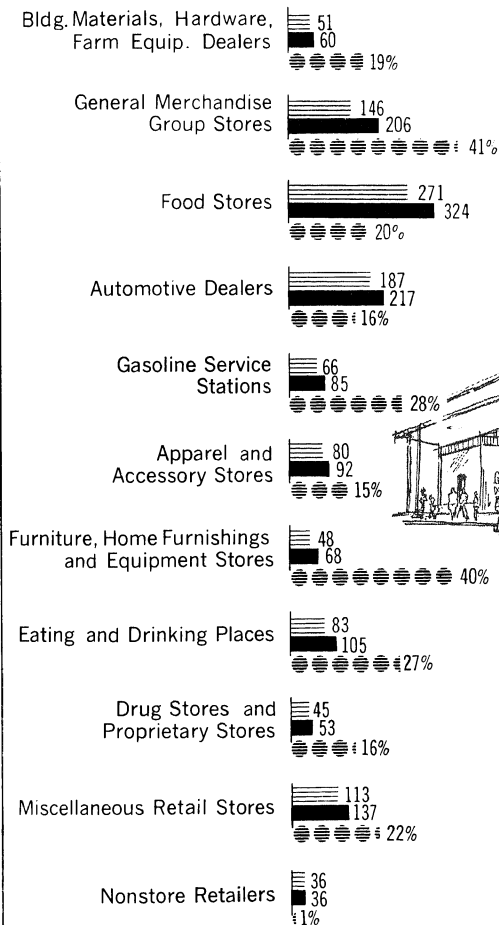 Bldg. Materials, Hardware,
Farm Equip. Dealers
51
60
19%
General Merchandise
Group Stores
146
206
41%
Food Stores
271
324
20%
Automotive Dealers
187
217
16%
Gasoline Service
Stations
66
85
28%
Apparel and
Accessory Stores
80
92
15%
Furniture, Home Furnishings
and Equipment Stores
48
68
40%
Eating and Drinking Places
83
105
27%
Drug Stores and
Proprietary Stores
45
53
16%
Miscellaneous Retail Stores
113
137
22%
Nonstore Retailers
36
36
1%